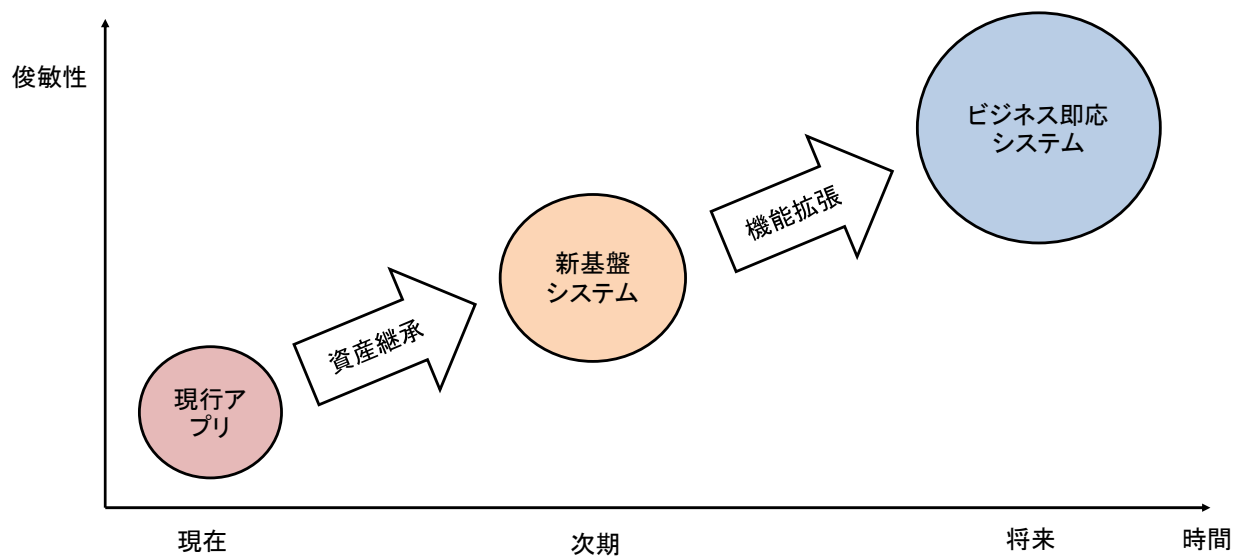 俊敏性
ビジネス即応
システム
機能拡張
新基盤
システム
資産継承
現行ア
プリ
現在
次期
将来
時間